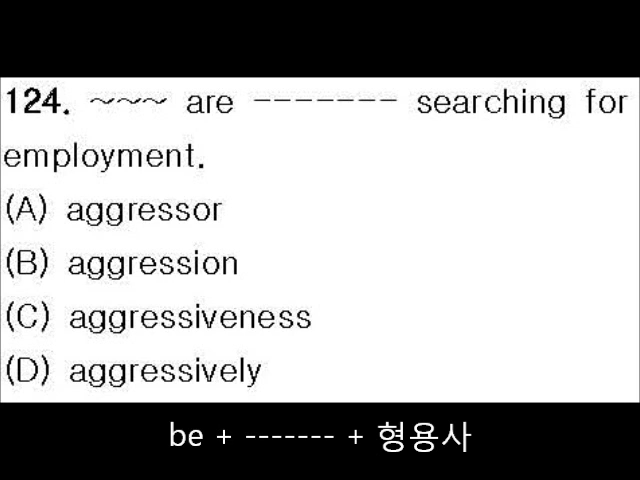 124. ~~~ are ------- searching for
employment.
(A) aggressor
(B) aggression
(C) aggressiveness
(D) aggressively
be + ------- + 형용사